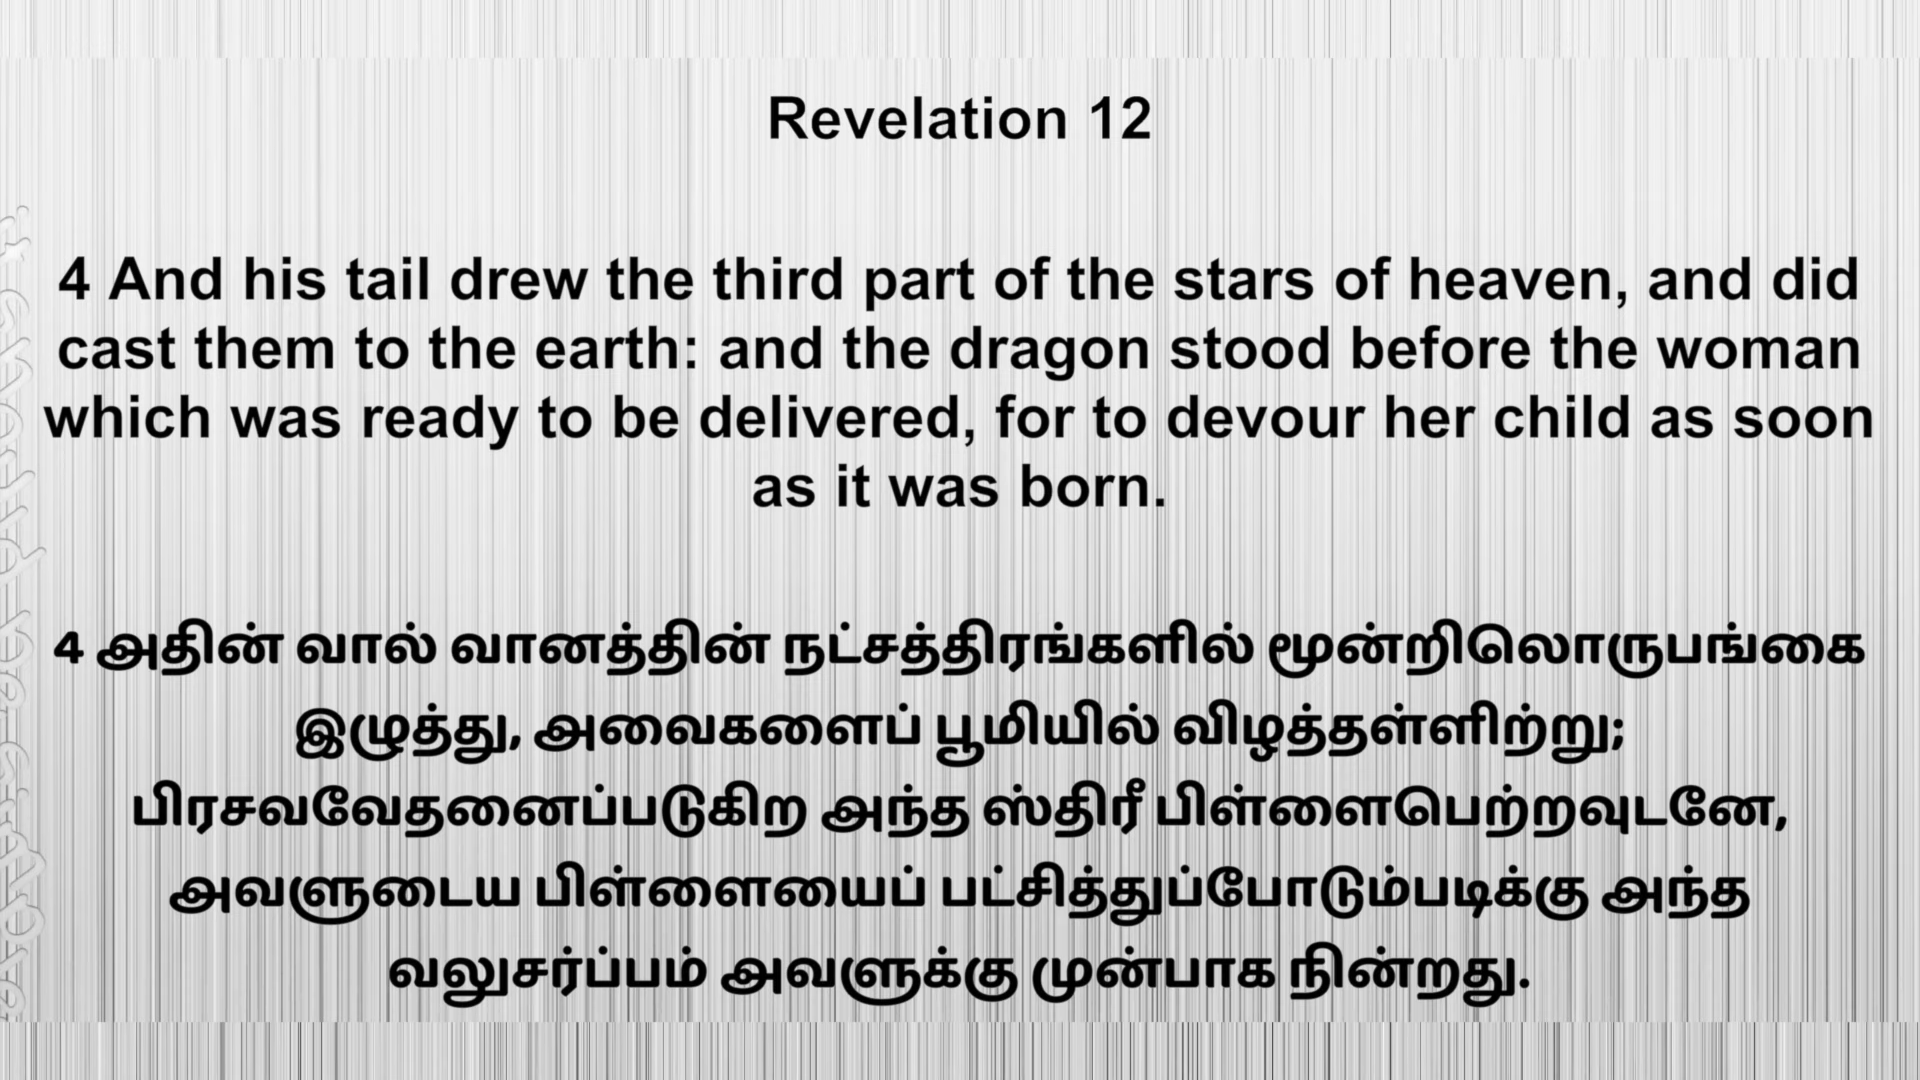 Revelation 12
4 And his tail drew the third part of the stars of heaven, and did
cast them to the earth: and the dragon stood before the woman
which was ready to be delivered, for to devour her child as soon
as it was born.
4 அதின் வால் வானத்தின் நட்சத்திரங்களில் மூன்றிலொருபங்கை
இழுத்து, அவைகளைப் பூமியில் விழத்தள்ளிற்று;
பிரசவவேதனைப்படுகிற அந்த ஸ்திரீ பிள்ளைபெற்றவுடனே,
அவளுடைய பிள்ளையைப் பட்சித்துப்போடும்படிக்கு அந்த
வலுசர்ப்பம் அவளுக்கு முன்பாக நின்றது.